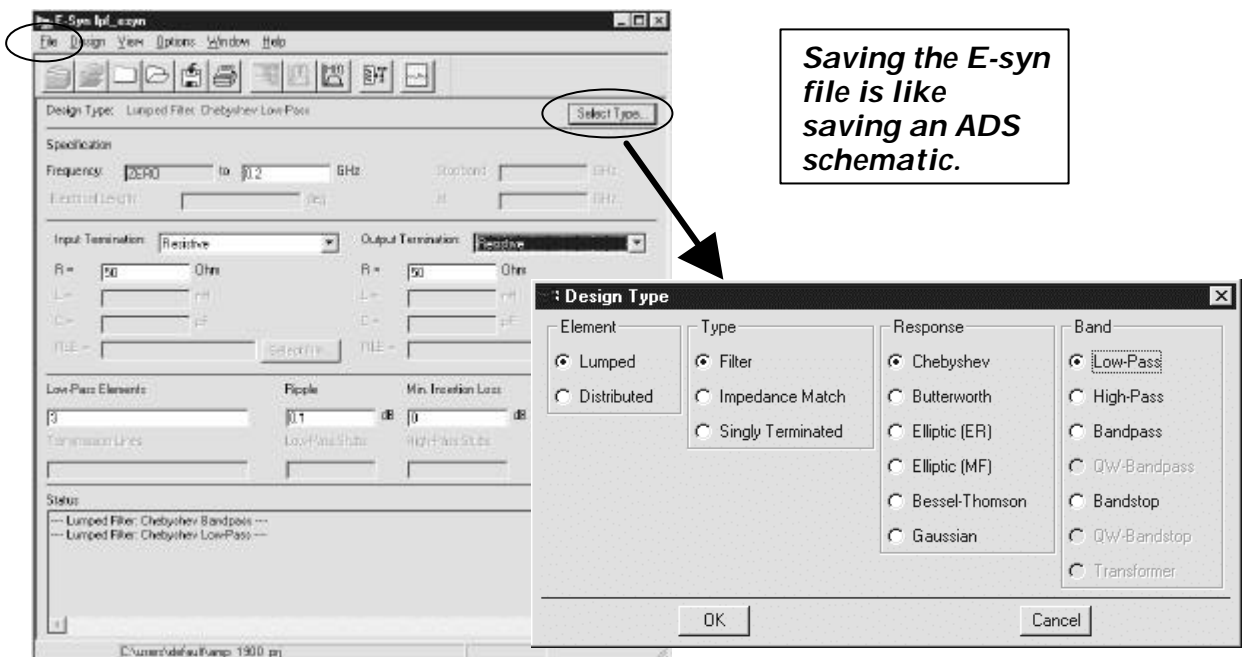 E-Syn lpf_esyn
File Design View Options Window Help
Design Type: Lumped Filter: Chebyshev Low-Pass
Select Type...
Specification
Frequency: ZERO to 0.2 GHz Stopband: GHz
Electrical Length: deg at GHz
Input Termination: Resistive Output Termination: Resistive
R = 50 Ohm R = 50 Ohm
L = nH L = nH
C = pF C = pF
FILE = Select File... FILE =
Low-Pass Elements Ripple Min. Insertion Loss
3 0.1 dB 0 dB
Transmission Lines Low-Pass Stubs High-Pass Stubs
Status
--- Lumped Filter: Chebyshev Bandpass ---
--- Lumped Filter: Chebyshev Low-Pass ---
C:\users\default\amp_1900_prj
Saving the E-syn
file is like
saving an ADS
schematic.
Design Type
Element
Lumped
Distributed
Type
Filter
Impedance Match
Singly Terminated
Response
Chebyshev
Butterworth
Elliptic (ER)
Elliptic (MF)
Bessel-Thomson
Gaussian
Band
Low-Pass
High-Pass
Bandpass
QW-Bandpass
Bandstop
QW-Bandstop
Transformer
OK Cancel